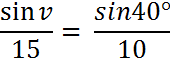 sin v / 15 = sin40° / 10